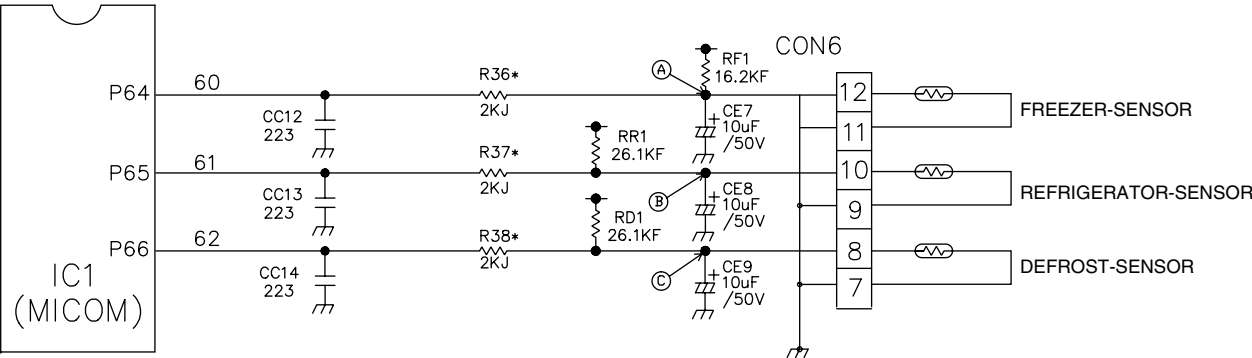 CON6
RF1
16.2KF
A
R36*
P64
60
12
CE7
10uF
/50V
CC12
223
2KJ
FREEZER-SENSOR
11
RR1
26.1KF
R37*
P65
61
10
CE8
10uF
/50V
CC13
223
2KJ
B
REFRIGERATOR-SENSOR
9
RD1
26.1KF
R38*
P66
62
8
CE9
10uF
/50V
CC14
223
2KJ
C
DEFROST-SENSOR
7
IC1
(MICOM)